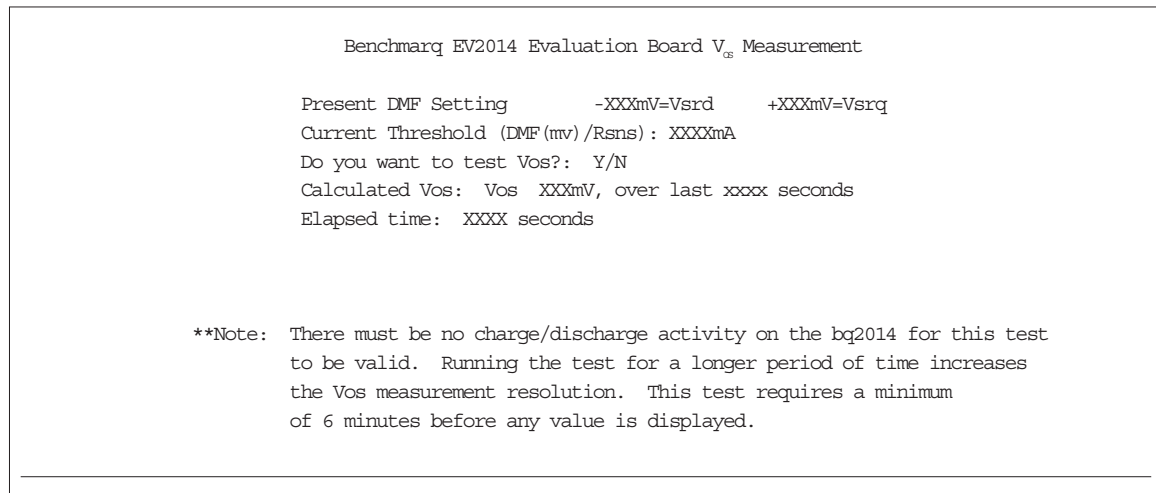 Benchmarq EV2014 Evaluation Board Vos Measurement
Present DMF Setting -XXXmV=Vsrd +XXXmV=Vsrq
Current Threshold (DMF(mv)/Rsns): XXXXmA
Do you want to test Vos?: Y/N
Calculated Vos: Vos XXXmV, over last xxxx seconds
Elapsed time: XXXX seconds
**Note: There must be no charge/discharge activity on the bq2014 for this test
to be valid. Running the test for a longer period of time increases
the Vos measurement resolution. This test requires a minimum
of 6 minutes before any value is displayed.